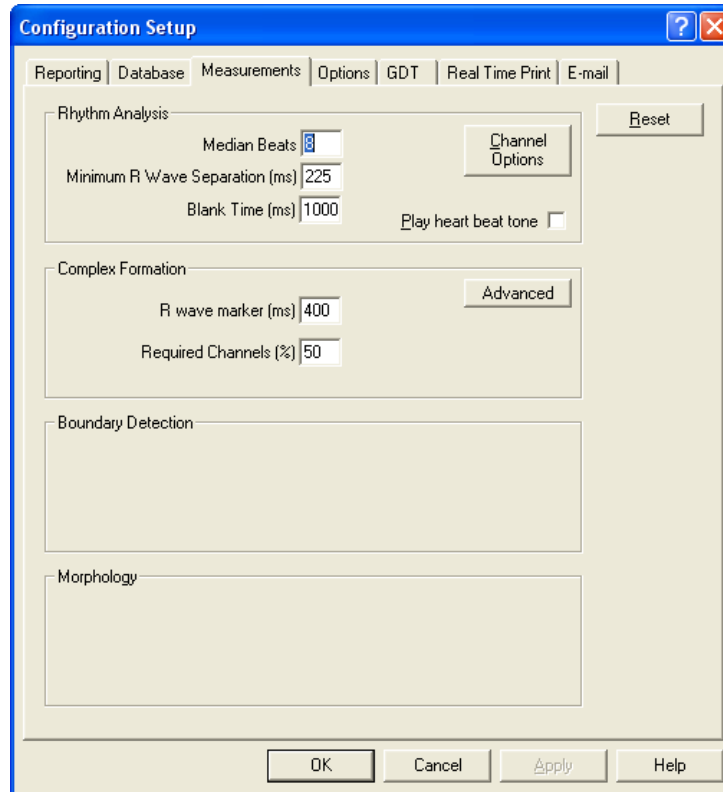 Configuration Setup
Reporting Database Measurements Options GDT Real Time Print E-mail
Rhythm Analysis
Reset
Median Beats 8
Channel Options
Minimum R Wave Separation (ms) 225
Blank Time (ms) 1000
Play heart beat tone
Complex Formation
Advanced
R wave marker (ms) 400
Required Channels (%) 50
Boundary Detection
Morphology
OK Cancel Apply Help